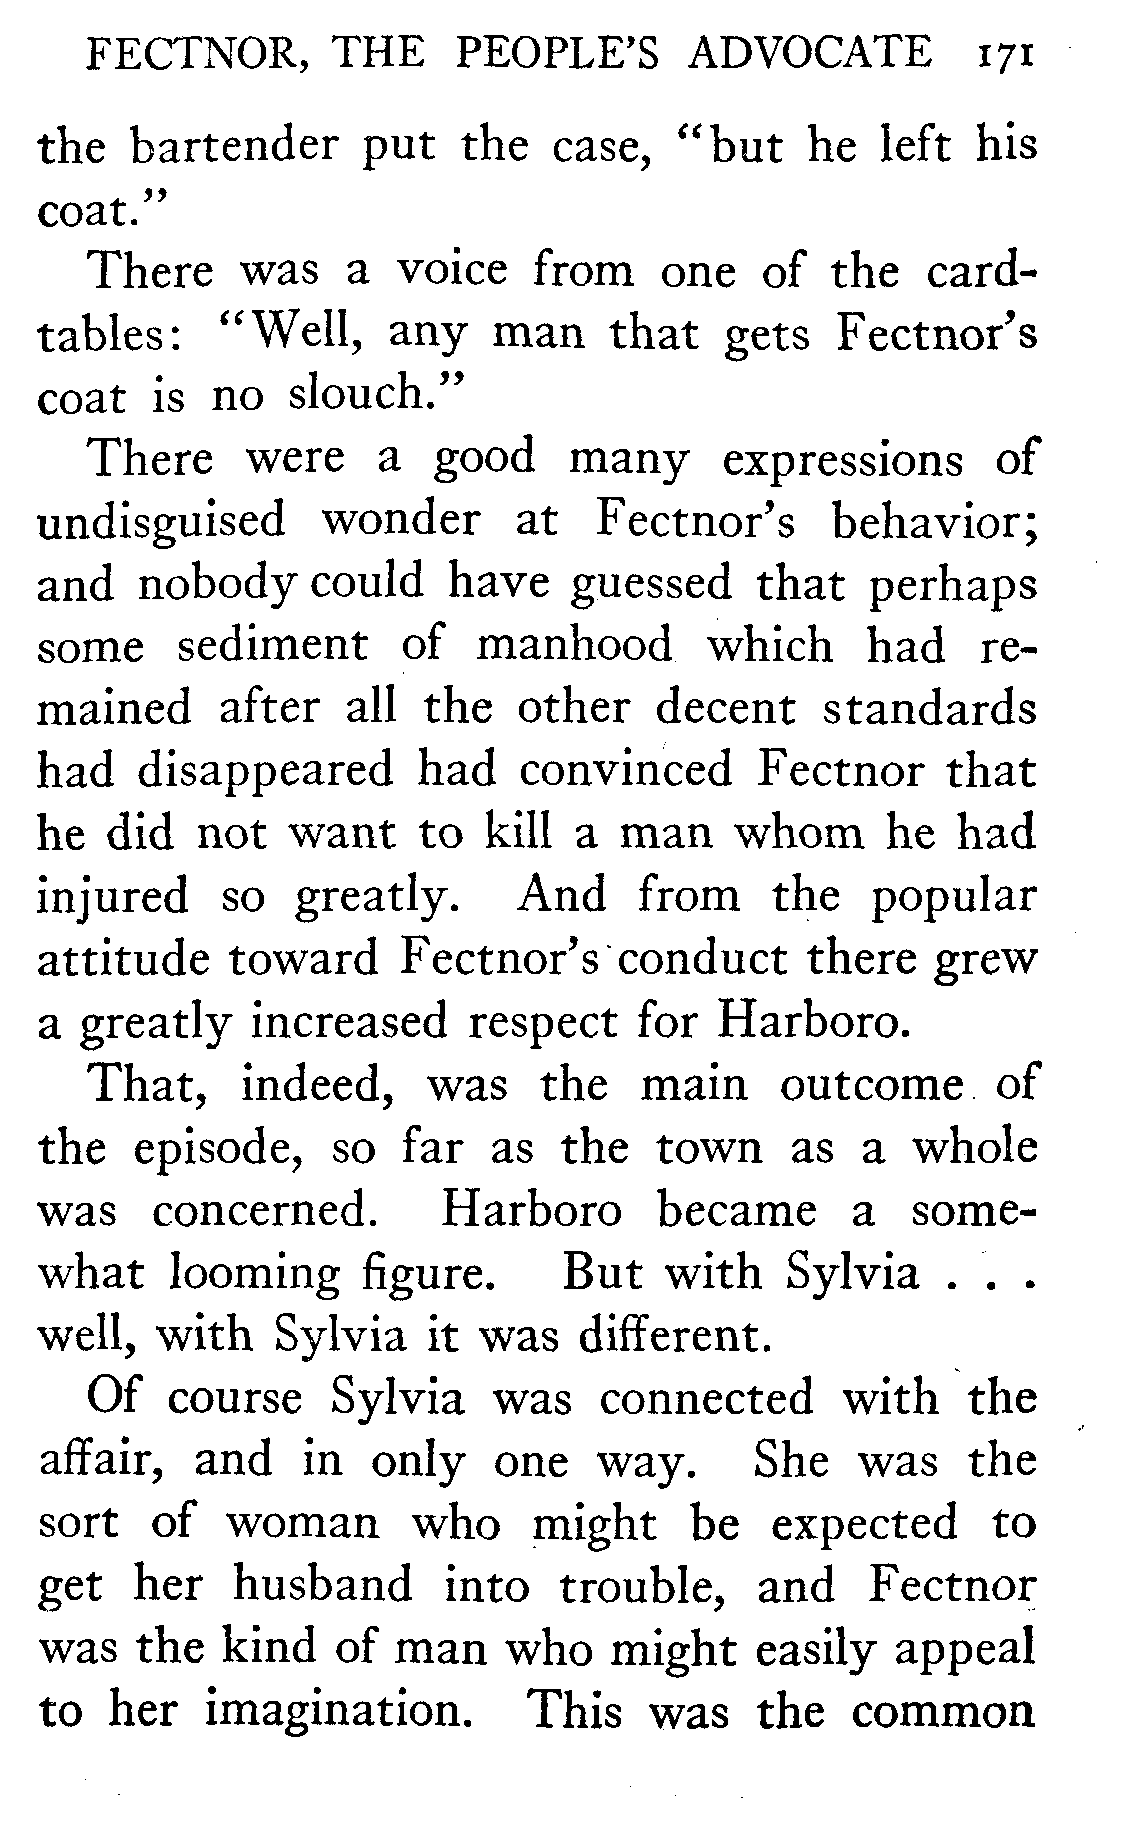 FECTNOR, THE PEOPLE'S ADVOCATE 171
the bartender put the case, "but he left his
coat."
There was a voice from one of the card-
tables: "Well, any man that gets Fectnor's
coat is no slouch."
There were a good many expressions of
undisguised wonder at Fectnor's behavior;
and nobody could have guessed that perhaps
some sediment of manhood which had re-
mained after all the other decent standards
had disappeared had convinced Fectnor that
he did not want to kill a man whom he had
injured so greatly. And from the popular
attitude toward Fectnor's conduct there grew
a greatly increased respect for Harboro.
That, indeed, was the main outcome of
the episode, so far as the town as a whole
was concerned. Harboro became a some-
what looming figure. But with Sylvia . . .
well, with Sylvia it was different.
Of course Sylvia was connected with the
affair, and in only one way. She was the
sort of woman who might be expected to
get her husband into trouble, and Fectnor
was the kind of man who might easily appeal
to her imagination. This was the common